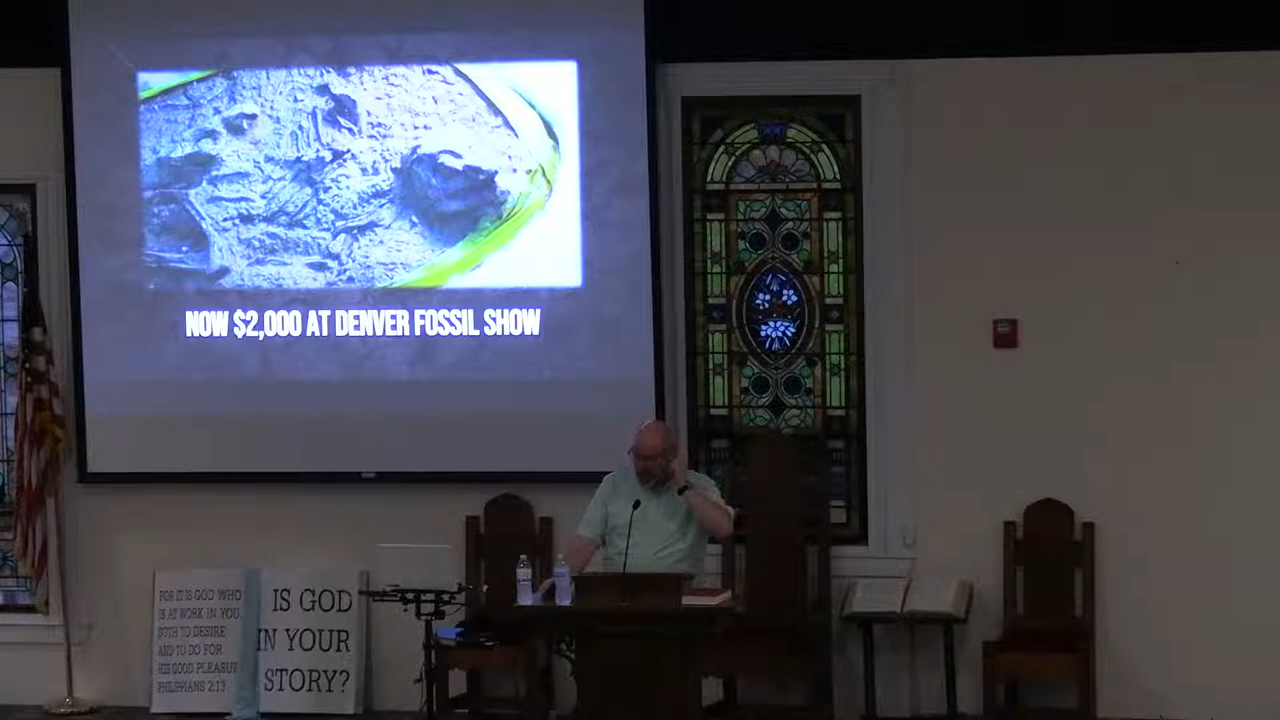 NOW $2,000 AT DENVER FOSSIL SHOW
FOR IT IS GOD WHO
IS AT WORK IN YOU
BOTH TO DESIRE
AND TO DO FOR
HIS GOOD PLEASUR
PHILIPPIANS 2:13
IS GOD
IN YOUR
STORY?